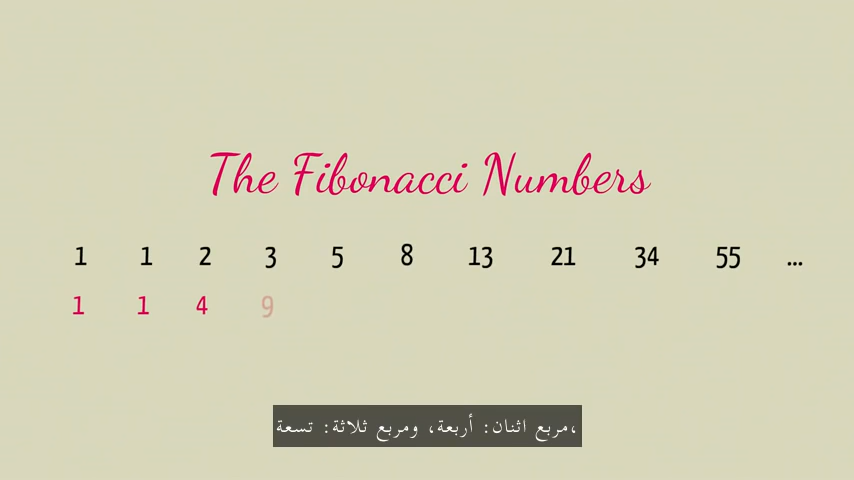 The Fibonacci Numbers
1 1 2 3 5 8 13 21 34 55 ...
1 1 4 9
مربع اثنان: أربعة، ومربع ثلاثة: تسعة،